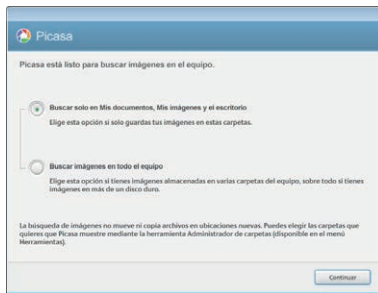 Picasa
Picasa está listo para buscar imágenes en el equipo.
Buscar solo en Mis documentos, Mis imágenes y el escritorio
Elige esta opción si solo guardas tus imágenes en estas carpetas.
Buscar imágenes en todo el equipo
Elige esta opción si tienes imágenes almacenadas en varias carpetas del equipo, sobre todo si tienes
imágenes en más de un disco duro.
La búsqueda de imágenes no mueve ni copia archivos en ubicaciones nuevas. Puedes elegir las carpetas que
quieres que Picasa muestre mediante la herramienta Administrador de carpetas (disponible en el menú
Herramientas).
Continuar